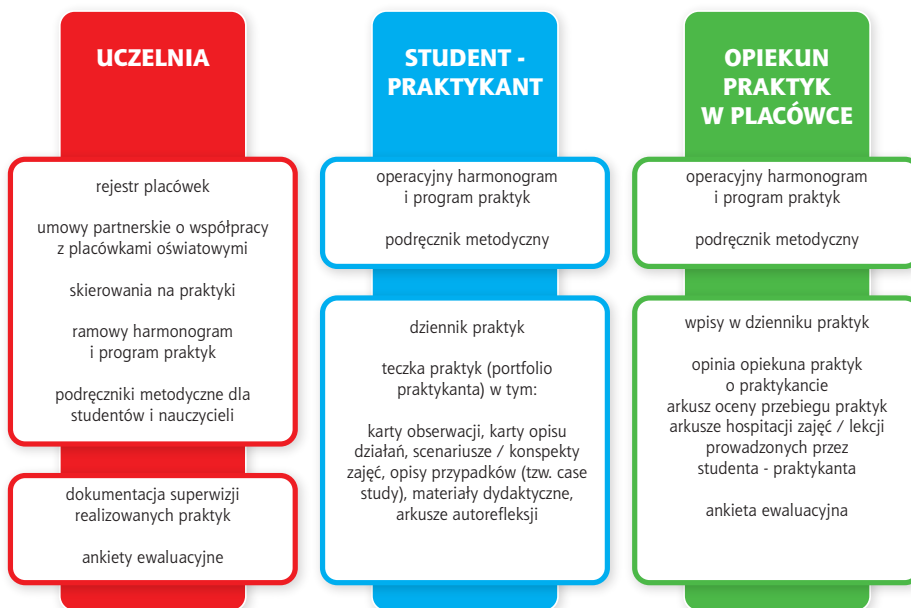 UCZELNIA
rejestr placówek
umowy partnerskie o współpracy
z placówkami oświatowymi
skierowania na praktyki
ramowy harmonogram
i program praktyk
podręczniki metodyczne dla
studentów i nauczycieli
dokumentacja superwizji
realizowanych praktyk
ankiety ewaluacyjne
STUDENT -
PRAKTYKANT
operacyjny harmonogram
i program praktyk
podręcznik metodyczny
dziennik praktyk
teczka praktyk (portfolio
praktykanta) w tym:
karty obserwacji, karty opisu
działań, scenariusze / konspekty
zajęć, opisy przypadków (tzw. case
study), materiały dydaktyczne,
arkusze autorefleksji
OPIEKUN
PRAKTYK
W PLACÓWCE
operacyjny harmonogram
i program praktyk
podręcznik metodyczny
wpisy w dzienniku praktyk
opinia opiekuna praktyk
o praktykancie
arkusz oceny przebiegu praktyk
arkusze hospitacji zajęć / lekcji
prowadzonych przez
studenta - praktykanta
ankieta ewaluacyjna